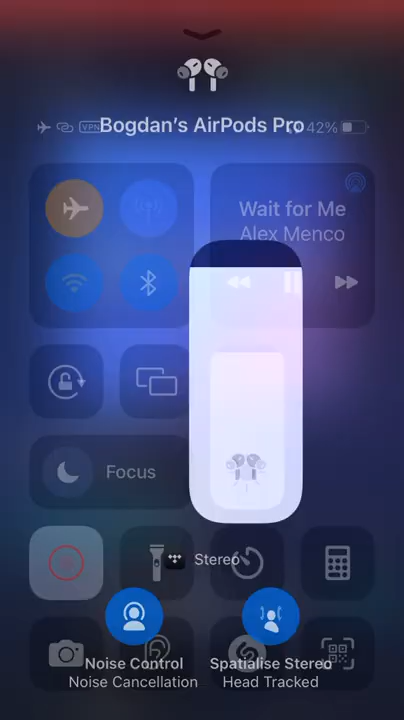 Bogdan's AirPods Pro
VPN
42%
Wait for Me
Alex Menco
Focus
Stereo
Noise Control
Noise Cancellation
Spatialise Stereo
Head Tracked